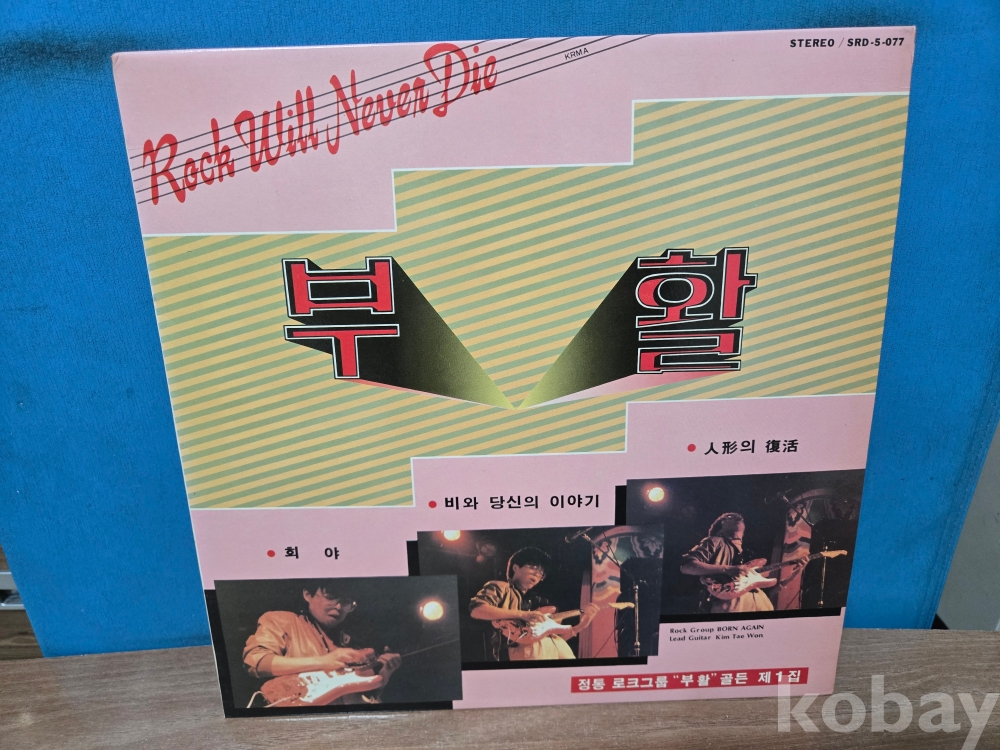 STEREO / SRD-5-077
Rock Will Never Die
KRMA
부활
• 人形의 復活
• 비와 당신의 이야기
• 희 야
Rock Group BORN AGAIN
Lead Guitar Kim Tae Won
정통 로크그룹 "부활" 골든 제1집
kobay